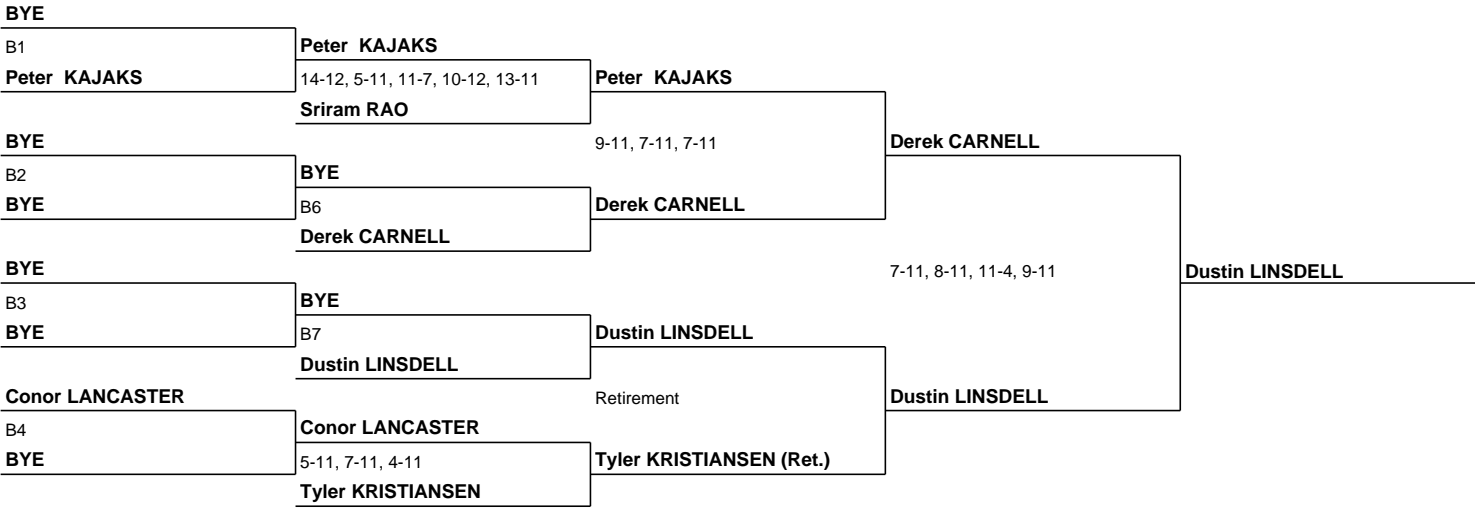 BYE
B1
Peter KAJAKS
Peter KAJAKS
14-12, 5-11, 11-7, 10-12, 13-11
Peter KAJAKS
Sriram RAO
BYE
9-11, 7-11, 7-11
Derek CARNELL
B2
BYE
BYE
B6
Derek CARNELL
Derek CARNELL
BYE
7-11, 8-11, 11-4, 9-11
Dustin LINSDELL
B3
BYE
BYE
B7
Dustin LINSDELL
Dustin LINSDELL
Conor LANCASTER
Retirement
Dustin LINSDELL
B4
Conor LANCASTER
BYE
5-11, 7-11, 4-11
Tyler KRISTIANSEN (Ret.)
Tyler KRISTIANSEN